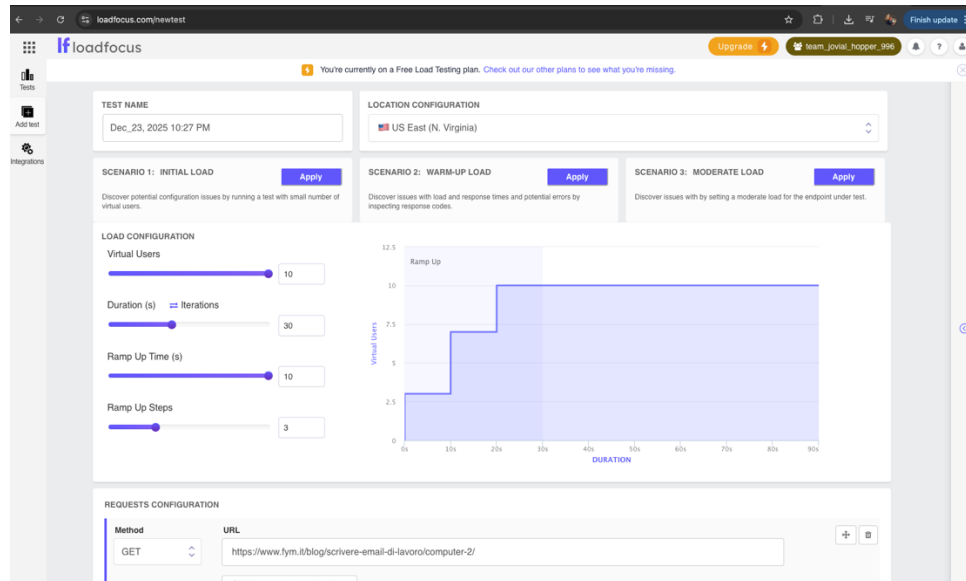 loadfocus.com/newtest
Finish update
lf loadfocus
Upgrade
team_jovial_hopper_996
?
You're currently on a Free Load Testing plan. Check out our other plans to see what you're missing.
Tests
Add test
Integrations
TEST NAME
Dec_23, 2025 10:27 PM
LOCATION CONFIGURATION
US East (N. Virginia)
SCENARIO 1: INITIAL LOAD
Apply
Discover potential configuration issues by running a test with small number of
virtual users.
SCENARIO 2: WARM-UP LOAD
Apply
Discover issues with load and response times and potential errors by
inspecting response codes.
SCENARIO 3: MODERATE LOAD
Apply
Discover issues with by setting a moderate load for the endpoint under test.
LOAD CONFIGURATION
Virtual Users
10
Duration (s) ⇄ Iterations
30
Ramp Up Time (s)
10
Ramp Up Steps
3
Ramp Up
Virtual Users
12.5
10
7.5
5
2.5
0
0s 10s 20s 30s 40s 50s 60s 70s 80s 90s
DURATION
REQUESTS CONFIGURATION
Method
GET
URL
https://www.fym.it/blog/scrivere-email-di-lavoro/computer-2/